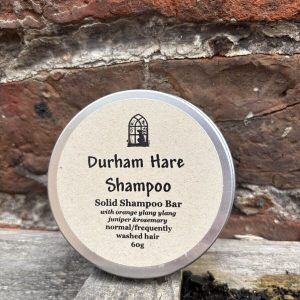 Durham Hare
Shampoo
Solid Shampoo Bar
with orange ylang ylang
juniper &rosemary
normal/frequently
washed hair
60g